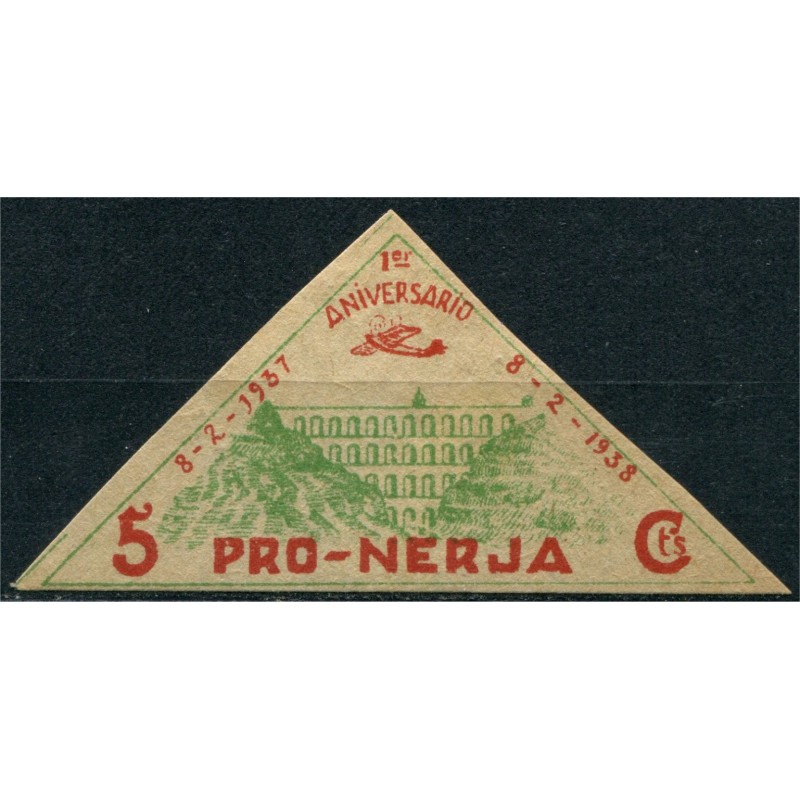 1er
ANIVERSARIO
8-2-1937
8-2-1938
5 Cts
PRO-NERJA